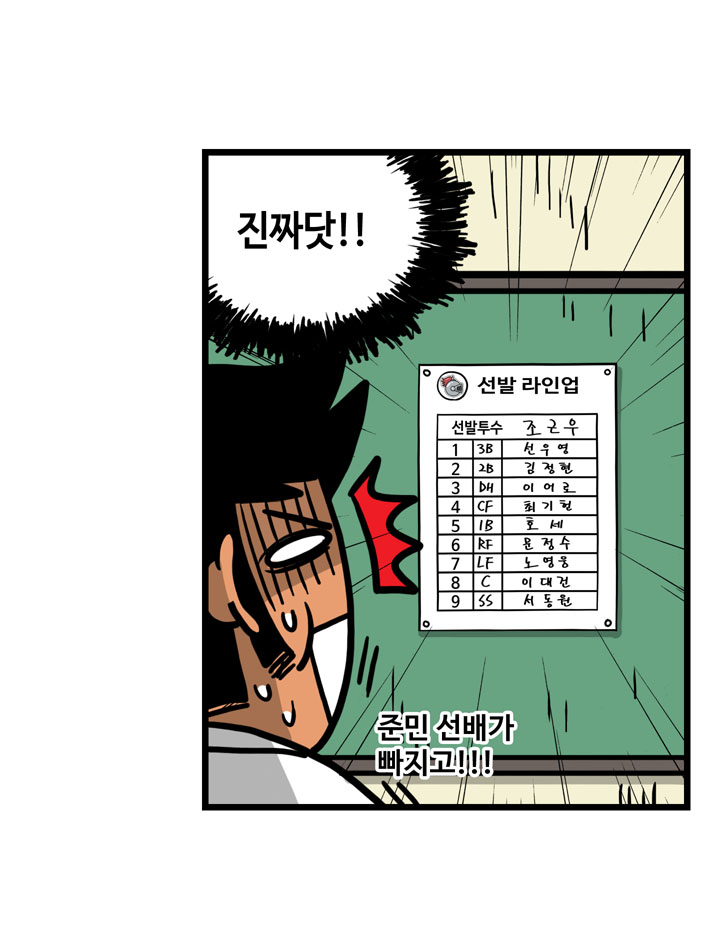 진짜닷!!
선발 라인업
선발투수 조근우
1 3B 선우영
2 2B 김정현
3 DH 이어로
4 CF 최기헌
5 1B 호세
6 RF 윤정수
7 LF 노영웅
8 C 이대건
9 SS 서동원
준민 선배가
빠지고!!!